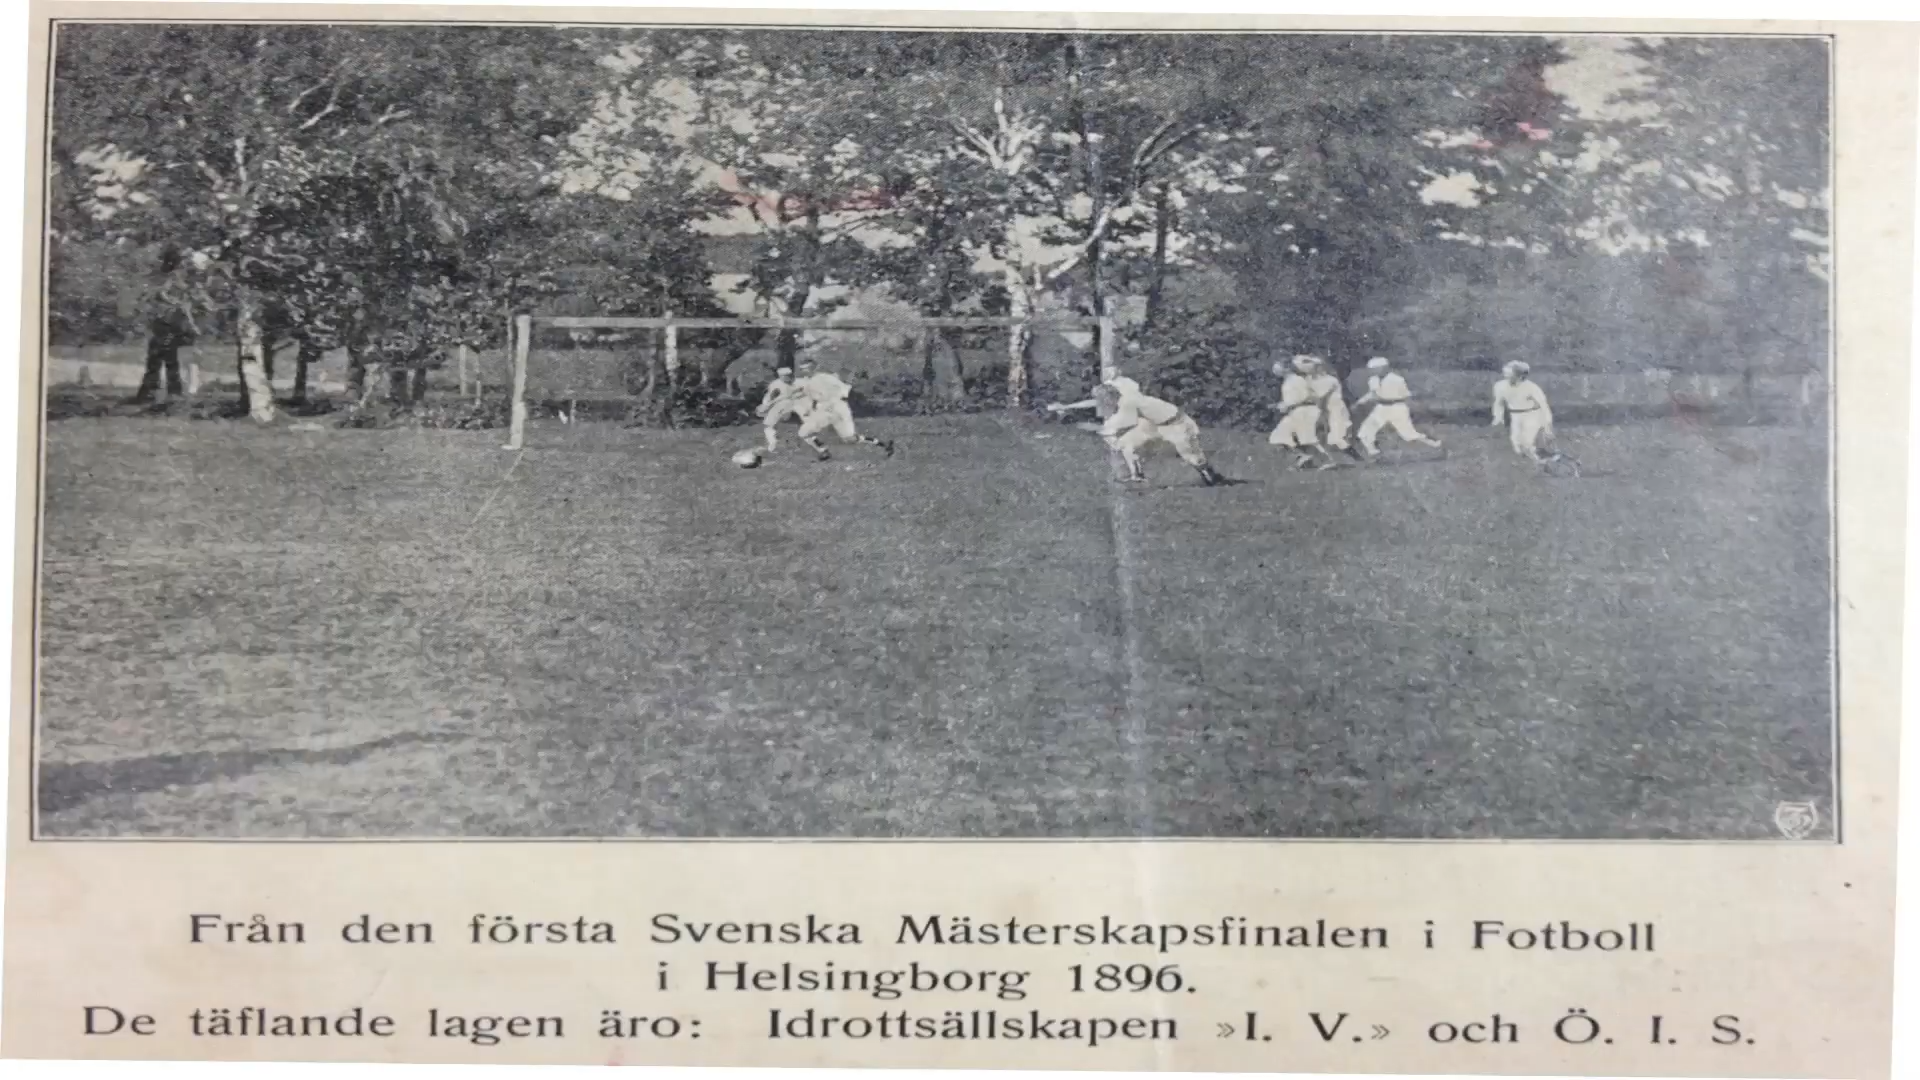 Från den första Svenska Mästerskapsfinalen i Fotboll
i Helsingborg 1896.
De täflande lagen äro: Idrottsällskapen »I. V.» och Ö. I. S.